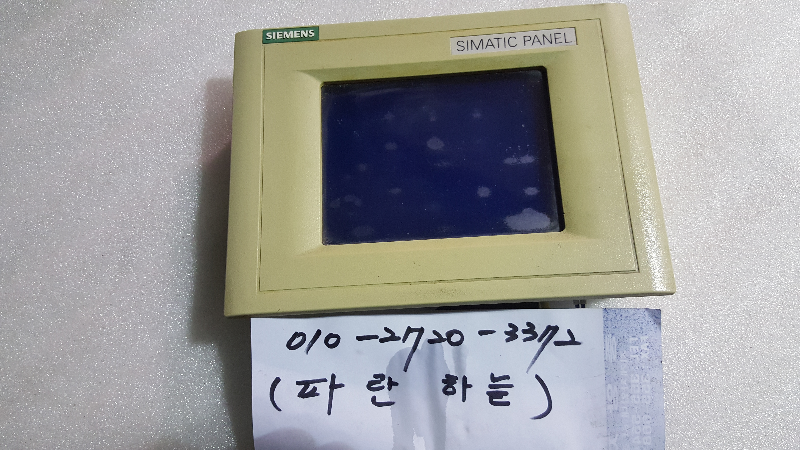 SIEMENS
SIMATIC PANEL
010-2720-3372
(파란 하늘)